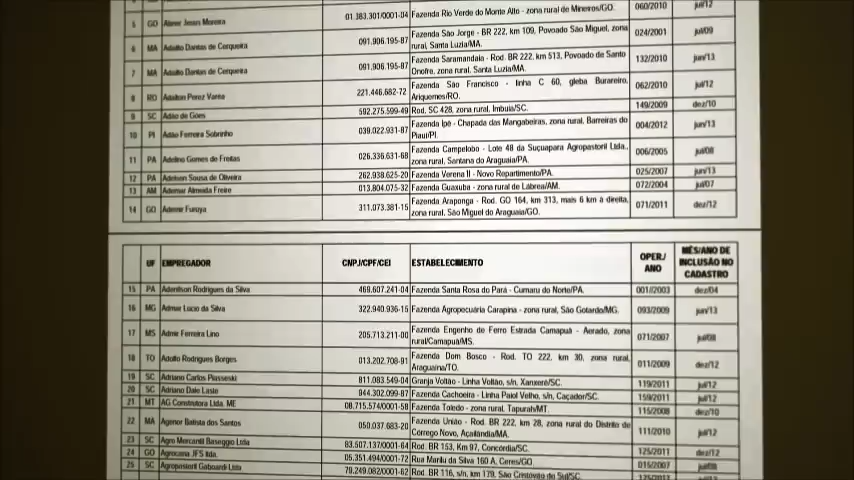 01.383.301/0001-04 Fazenda Rio Verde do Monte Alto - zona rural de Mineiros/GO. 060/2010 jul/12
5 GO Abner Jesus Moreira
6 MA Adailto Dantas de Cerqueira 091.906.195-87 Fazenda São Jorge - BR 222, km 109, Povoado São Miguel, zona 024/2001 jul/09
rural, Santa Luzia/MA.
7 MA Adailto Dantas de Cerqueira 091.906.195-87 Fazenda Saramandaia - Rod. BR 222, km 513, Povoado de Santo 132/2010 jun/13
Onofre, zona rural, Santa Luzia/MA.
8 RO 221.446.682-72 Fazenda São Francisco - linha C 60, gleba Burareiro, 062/2010 jul/12
Ariquemes/RO.
9 SC Adão de Góes 592.275.599-49 Rod. SC 428, zona rural, Imbuia/SC. 149/2009 dez/10
10 PI Adão Ferreira Sobrinho 039.022.931-87 Fazenda Ipê - Chapada das Mangabeiras, zona rural, Barreiras do 004/2012 jun/13
Piauí/PI.
11 PA Adelino Gomes de Freitas 026.336.631-68 Fazenda Campelobo - Lote 48 da Suçuapara Agropastoril Ltda., 006/2005 jul/08
zona rural, Santana do Araguaia/PA.
12 PA Adelson Sousa de Oliveira 262.938.625-20 Fazenda Verena II - Novo Repartimento/PA. 025/2007 jun/13
13 AM Ademar Almeida Freire 013.804.075-32 Fazenda Guaxuba - zona rural de Lábrea/AM. 072/2004 jul/07
14 GO Ademir Furuya 311.073.381-15 Fazenda Araponga - Rod. GO 164, km 313, mais 6 km à direita, 071/2011 dez/12
zona rural, São Miguel do Araguaia/GO.
UF EMPREGADOR CNPJ/CPF/CEI ESTABELECIMENTO OPER./ ANO MÊS/ANO DE INCLUSÃO NO CADASTRO
15 PA Adenilson Rodrigues da Silva 469.607.241-04 Fazenda Santa Rosa do Pará - Cumaru do Norte/PA. 001/2003 dez/04
16 MG Admar Lucio da Silva 322.940.936-15 Fazenda Agropecuária Carapina - zona rural, São Gotardo/MG. 093/2009 jun/13
17 MS Adme Ferreira Lino 205.713.211-00 Fazenda Engenho de Ferro Estrada Camapuã - Aerado, zona 071/2007 jul/08
rural/Camapuã/MS.
18 TO Adolfo Rodrigues Borges 013.202.708-91 Fazenda Dom Bosco - Rod. TO 222, km 30, zona rural, 011/2009 dez/12
Araguaína/TO.
19 SC Adriano Carlos Piasseski 811.083.549-04 Granja Voltão - Linha Voltão, s/n, Xanxerê/SC. 119/2011 jul/12
20 SC Adriano Dale Laste 944.302.099-87 Fazenda Cachoeira - Linha Paiol Velho, s/n, Caçador/SC. 159/2011 jul/12
21 MT AG Construtora Ltda. ME 08.715.574/0001-58 Fazenda Toledo - zona rural, Tapurah/MT. 115/2008 dez/10
22 MA Agenor Batista dos Santos 050.037.683-20 Fazenda União - Rod. BR 222, km 28, zona rural do Distrito de 111/2010 jul/12
Córrego Novo, Açailândia/MA.
23 SC Agro Mercantil Baseggio Ltda 83.507.137/0001-64 Rod. BR 153, Km 97, Concórdia/SC.
24 GO Agrocana JFS ltda. 05.351.494/0001-72 Rua Marilu da Silva 160 A, Ceres/GO. 125/2011 dez/12
25 SC Agropastoril Gaboardi Ltda 78.249.082/0001-62 Rod. BR 116, s/n, km 179, São Cristóvão do Sul/SC. 015/2007 jul/08